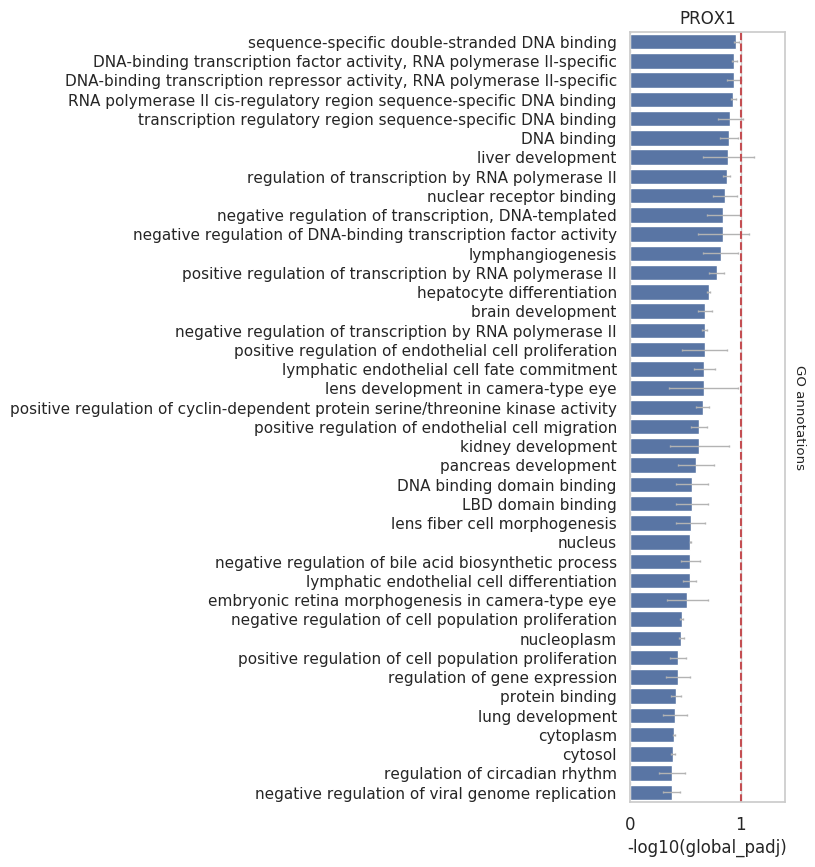 PROX1
sequence-specific double-stranded DNA binding
DNA-binding transcription factor activity, RNA polymerase II-specific
DNA-binding transcription repressor activity, RNA polymerase II-specific
RNA polymerase II cis-regulatory region sequence-specific DNA binding
transcription regulatory region sequence-specific DNA binding
DNA binding
liver development
regulation of transcription by RNA polymerase II
nuclear receptor binding
negative regulation of transcription, DNA-templated
negative regulation of DNA-binding transcription factor activity
lymphangiogenesis
positive regulation of transcription by RNA polymerase II
hepatocyte differentiation
brain development
negative regulation of transcription by RNA polymerase II
positive regulation of endothelial cell proliferation
lymphatic endothelial cell fate commitment
lens development in camera-type eye
positive regulation of cyclin-dependent protein serine/threonine kinase activity
positive regulation of endothelial cell migration
kidney development
pancreas development
DNA binding domain binding
LBD domain binding
lens fiber cell morphogenesis
nucleus
negative regulation of bile acid biosynthetic process
lymphatic endothelial cell differentiation
embryonic retina morphogenesis in camera-type eye
negative regulation of cell population proliferation
nucleoplasm
positive regulation of cell population proliferation
regulation of gene expression
protein binding
lung development
cytoplasm
cytosol
regulation of circadian rhythm
negative regulation of viral genome replication
GO annotations
0 1
-log10(global_padj)